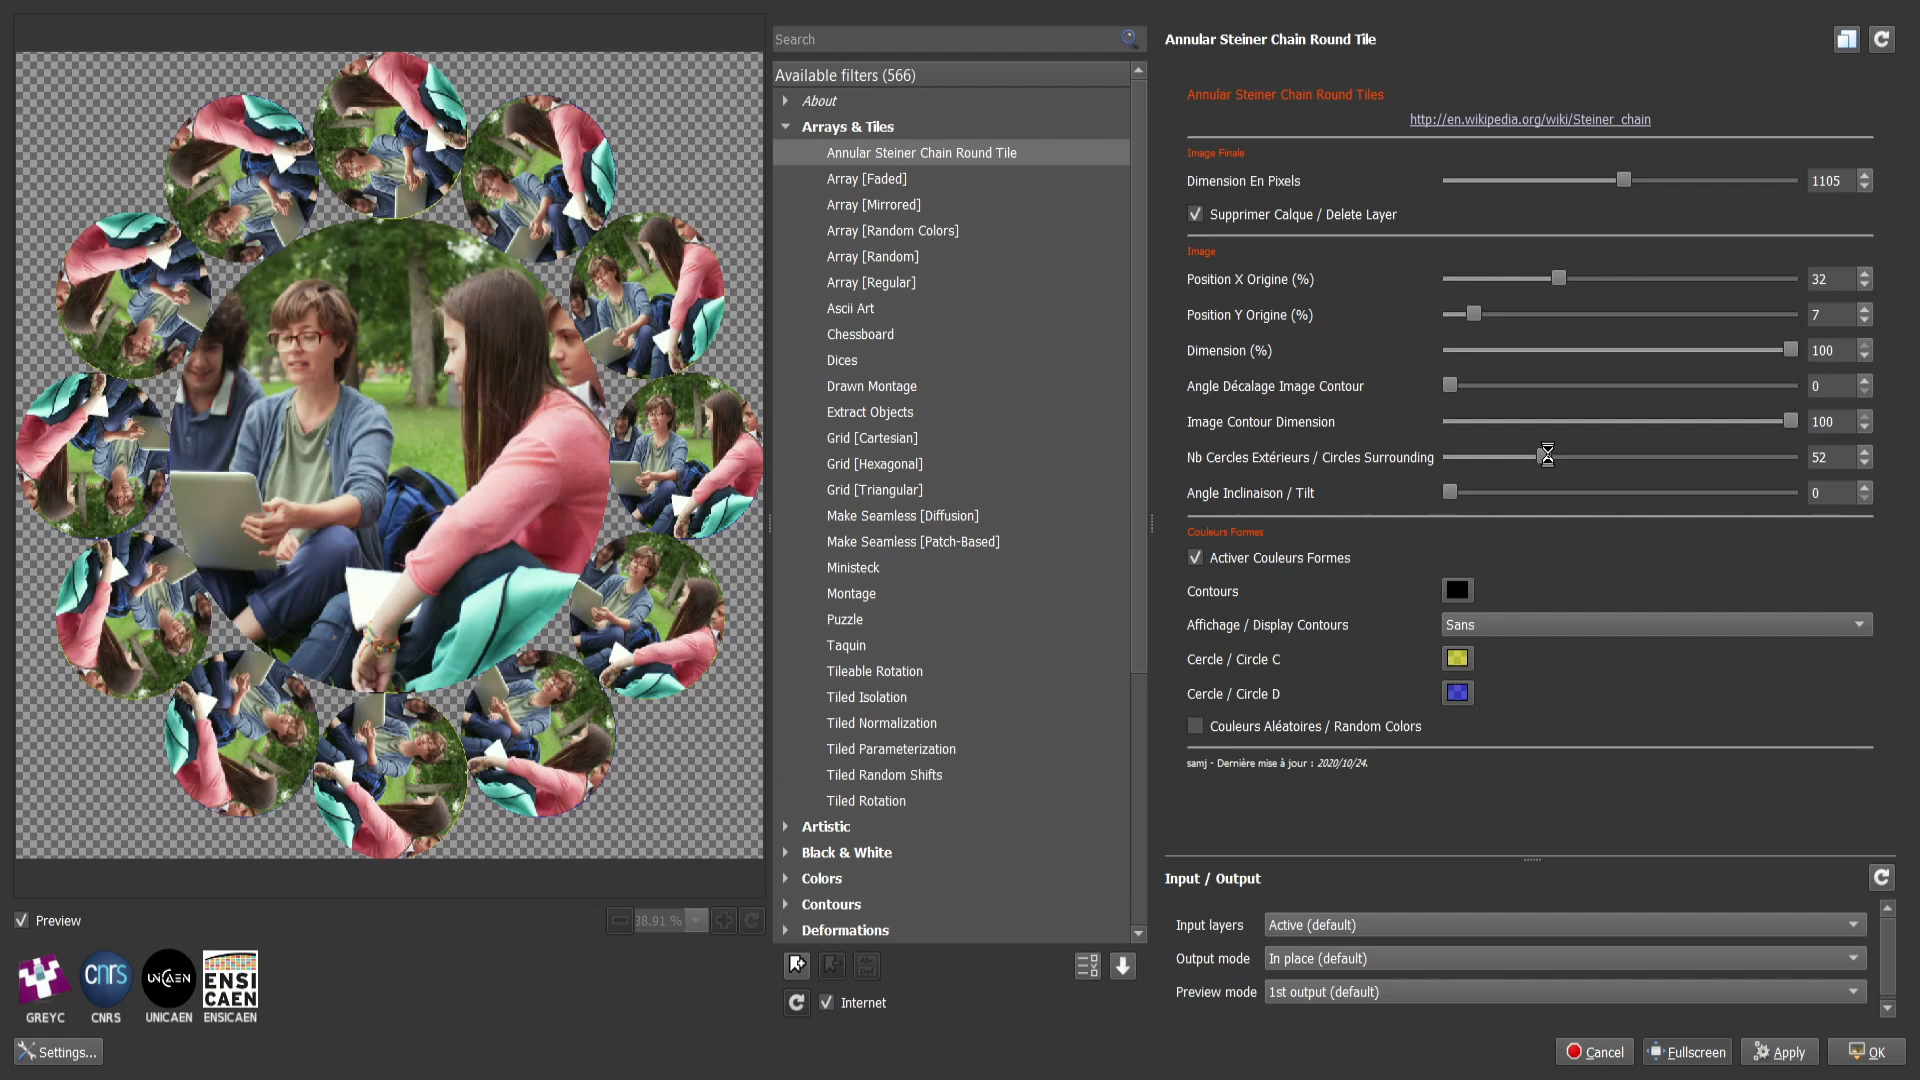 Search
Available filters (566)
About
Arrays & Tiles
Annular Steiner Chain Round Tile
Array [Faded]
Array [Mirrored]
Array [Random Colors]
Array [Random]
Array [Regular]
Ascii Art
Chessboard
Dices
Drawn Montage
Extract Objects
Grid [Cartesian]
Grid [Hexagonal]
Grid [Triangular]
Make Seamless [Diffusion]
Make Seamless [Patch-Based]
Ministeck
Montage
Puzzle
Taquin
Tileable Rotation
Tiled Isolation
Tiled Normalization
Tiled Parameterization
Tiled Random Shifts
Tiled Rotation
Artistic
Black & White
Colors
Contours
Deformations
Internet
Annular Steiner Chain Round Tile
Annular Steiner Chain Round Tiles
http://en.wikipedia.org/wiki/Steiner_chain
Image Finale
Dimension En Pixels 1105
Supprimer Calque / Delete Layer
Image
Position X Origine (%) 32
Position Y Origine (%) 7
Dimension (%) 100
Angle Décalage Image Contour 0
Image Contour Dimension 100
Nb Cercles Extérieurs / Circles Surrounding 52
Angle Inclinaison / Tilt 0
Couleurs Formes
Activer Couleurs Formes
Contours
Affichage / Display Contours Sans
Cercle / Circle C
Cercle / Circle D
Couleurs Aléatoires / Random Colors
samj - Dernière mise à jour : 2020/10/24.
Input / Output
Input layers Active (default)
Output mode In place (default)
Preview mode 1st output (default)
Preview
38.91 %
cnrs
UNICAEN
ENSI
CAEN
GREYC CNRS UNICAEN ENSICAEN
Settings...
Cancel Fullscreen Apply OK